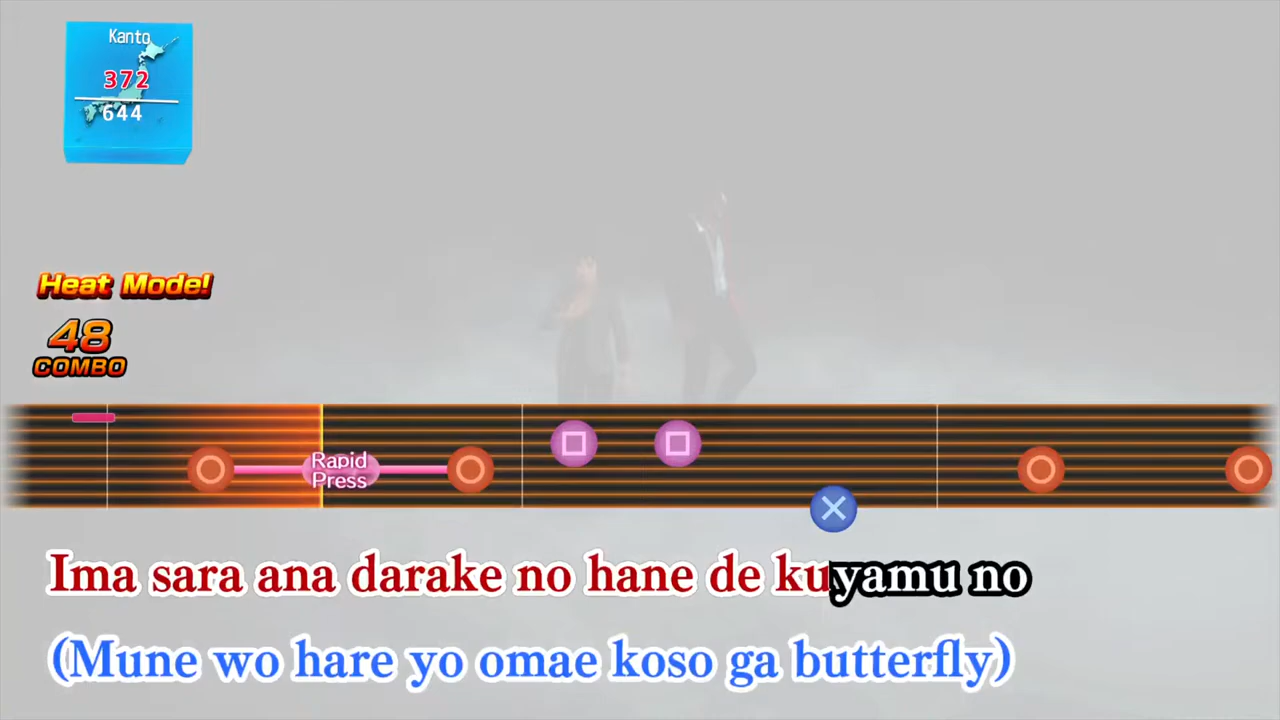 Kanto
372
644
Heat Mode!
48
COMBO
Rapid
Press
Ima sara ana darake no hane de kuyamu no
(Mune wo hare yo omae koso ga butterfly)